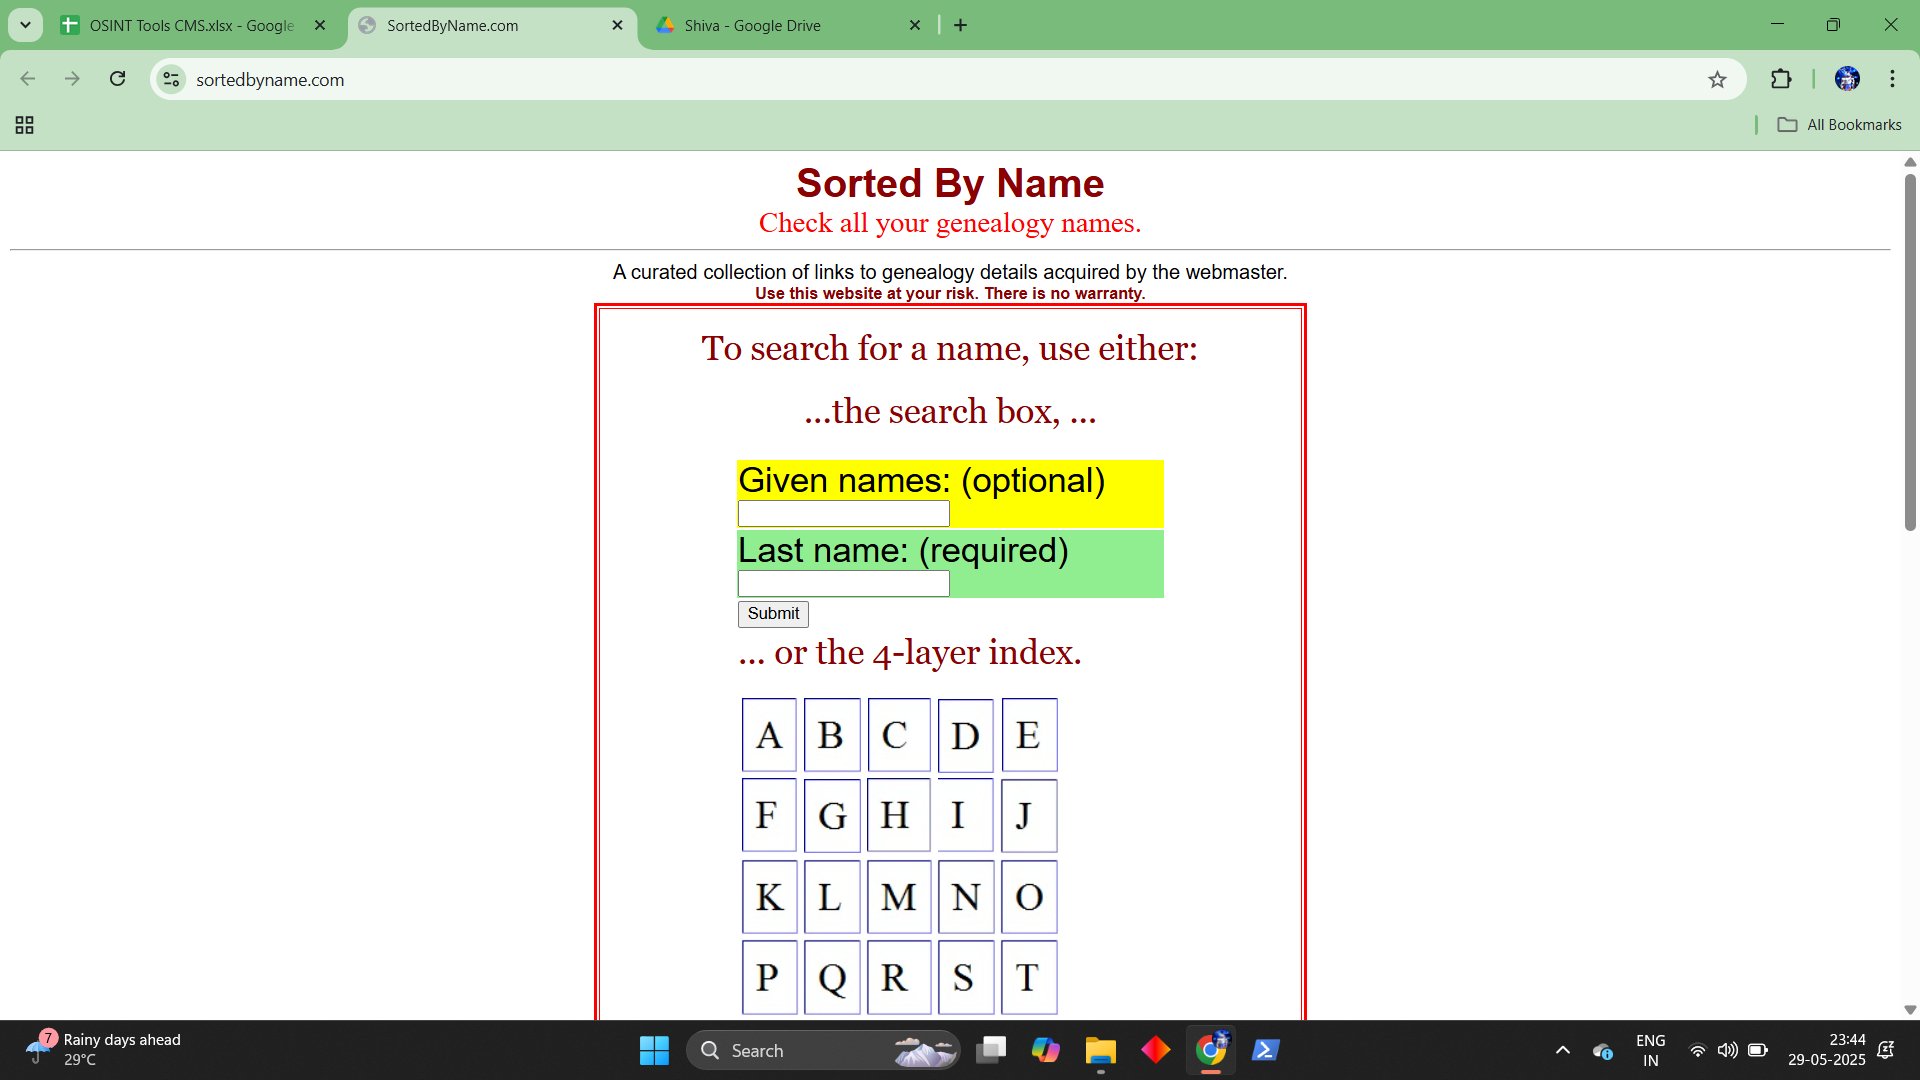 OSINT Tools CMS.xlsx - Google
SortedByName.com
Shiva - Google Drive
sortedbyname.com
All Bookmarks
Sorted By Name
Check all your genealogy names.
A curated collection of links to genealogy details acquired by the webmaster.
Use this website at your risk. There is no warranty.
To search for a name, use either:
...the search box, ...
Given names: (optional)
Last name: (required)
Submit
... or the 4-layer index.
A B C D E
F G H I J
K L M N O
P Q R S T
7
Rainy days ahead
29°C
Search
ENG
IN
23:44
29-05-2025